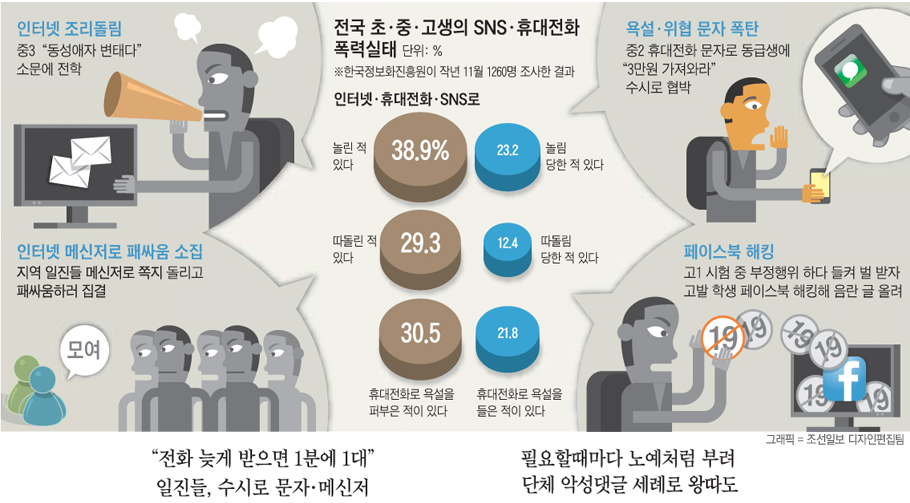 인터넷 조리돌림
중3 “동성애자 변태다”
소문에 전학
전국 초·중·고생의 SNS·휴대전화
폭력실태 단위: %
※한국정보화진흥원이 작년 11월 1260명 조사한 결과
인터넷·휴대전화·SNS로
놀린 적
있다
38.9%
23.2
놀림
당한 적 있다
따돌린 적
있다
29.3
12.4
따돌림
당한 적 있다
30.5
21.8
휴대전화로 욕설을
퍼부은 적이 있다
휴대전화로 욕설을
들은 적이 있다
욕설·위협 문자 폭탄
중2 휴대전화 문자로 동급생에
“3만원 가져와라”
수시로 협박
인터넷 메신저로 패싸움 소집
지역 일진들 메신저로 쪽지 돌리고
패싸움하러 집결
모여
페이스북 해킹
고1 시험 중 부정행위 하다 들켜 벌 받자
고발 학생 페이스북 해킹해 음란 글 올려
19
19
19
19
19
19
f
그래픽 = 조선일보 디자인편집팀
“전화 늦게 받으면 1분에 1대”
일진들, 수시로 문자·메신저
필요할때마다 노예처럼 부려
단체 악성댓글 세례로 왕따도